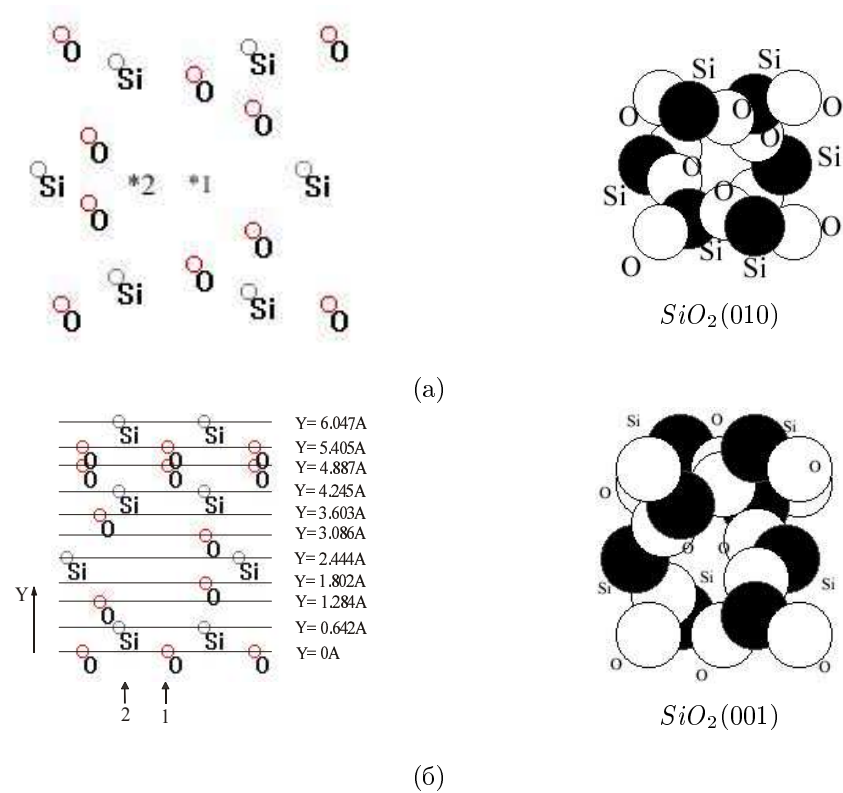 O O
Si Si
O
O
O
Si *2 *1 Si
O
O
O
Si Si
O O
Si Si
O O O
O
O
Si Si
O O
Si Si
O
SiO₂(010)
(а)
Si Si Y= 6.047A
O O O Y= 5.405A
O O O Y= 4.887A
Si Si Y= 4.245A
O Y= 3.603A
O Y= 3.086A
Si Si Y= 2.444A
O Y= 1.802A
O Y= 1.284A
Si Si Y= 0.642A
O O O Y= 0A
Y
2 1
Si O Si
O
O
O O
Si Si Si
O O
O
SiO₂(001)
(б)